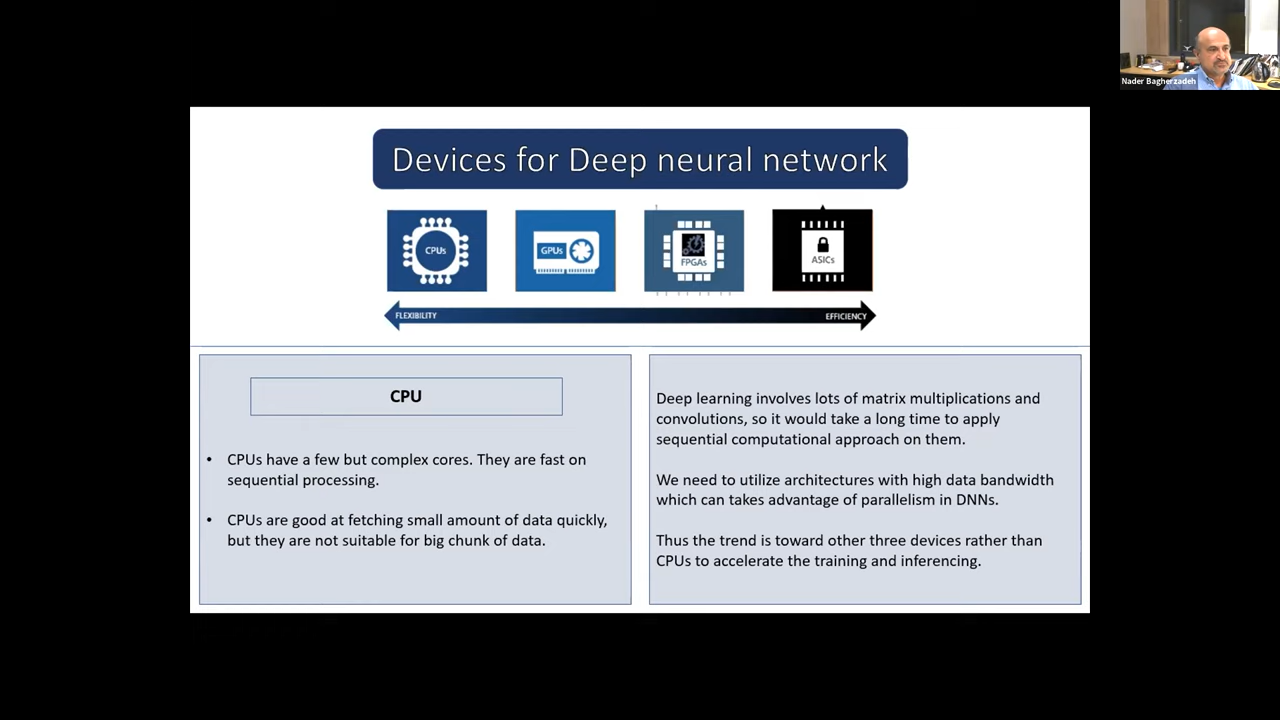 Nader Bagherzadeh
Devices for Deep neural network
CPUs
GPUs
FPGAs
ASICs
FLEXIBILITY
EFFICIENCY
CPU
• CPUs have a few but complex cores. They are fast on
sequential processing.
• CPUs are good at fetching small amount of data quickly,
but they are not suitable for big chunk of data.
Deep learning involves lots of matrix multiplications and
convolutions, so it would take a long time to apply
sequential computational approach on them.
We need to utilize architectures with high data bandwidth
which can takes advantage of parallelism in DNNs.
Thus the trend is toward other three devices rather than
CPUs to accelerate the training and inferencing.